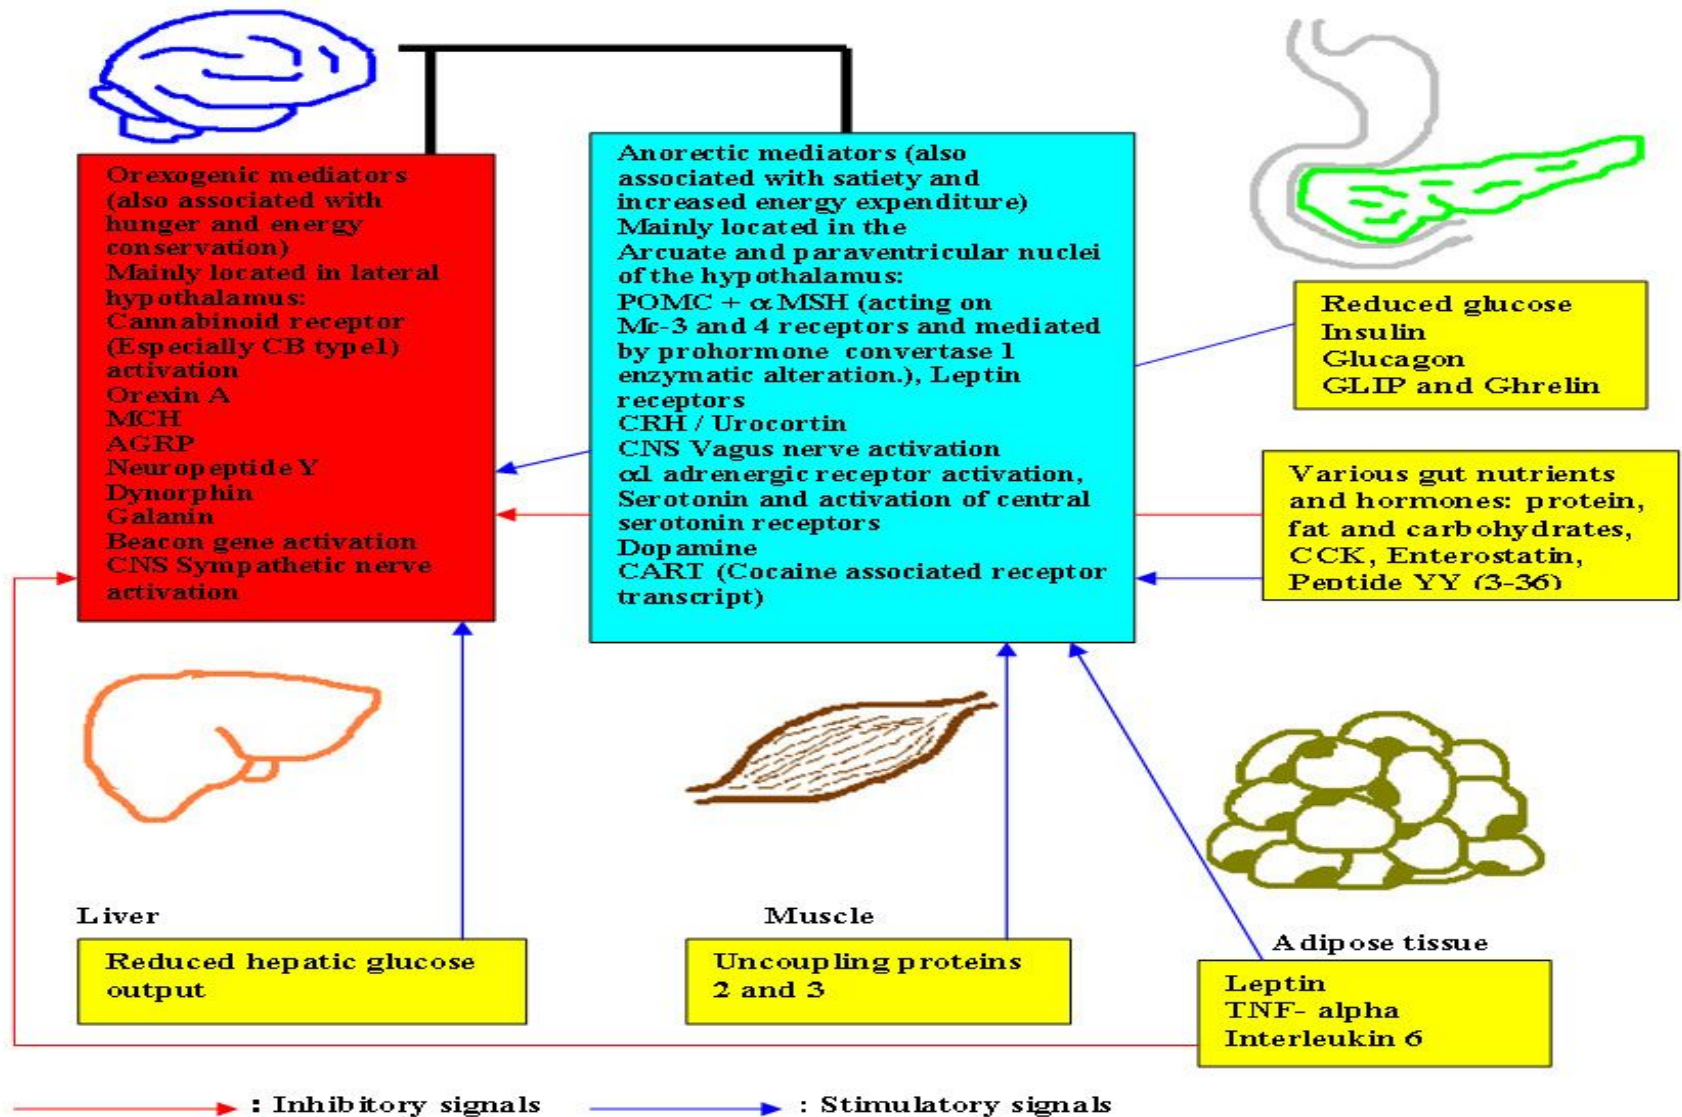 Orexogenic mediators
(also associated with
hunger and energy
conservation)
Mainly located in lateral
hypothalamus:
Cannabinoid receptor
(Especially CB type1)
activation
Orexin A
MCH
AGRP
Neuropeptide Y
Dynorphin
Galanin
Beacon gene activation
CNS Sympathetic nerve
activation
Anorectic mediators (also
associated with satiety and
increased energy expenditure)
Mainly located in the
Arcuate and paraventricular nuclei
of the hypothalamus:
POMC + α MSH (acting on
Mc-3 and 4 receptors and mediated
by prohormone convertase 1
enzymatic alteration.), Leptin
receptors
CRH / Urocortin
CNS Vagus nerve activation
α1 adrenergic receptor activation,
Serotonin and activation of central
serotonin receptors
Dopamine
CART (Cocaine associated receptor
transcript)
Reduced glucose
Insulin
Glucagon
GLIP and Ghrelin
Various gut nutrients
and hormones: protein,
fat and carbohydrates,
CCK, Enterostatin,
Peptide YY (3-36)
Liver
Reduced hepatic glucose
output
Muscle
Uncoupling proteins
2 and 3
Adipose tissue
Leptin
TNF- alpha
Interleukin 6
: Inhibitory signals
: Stimulatory signals